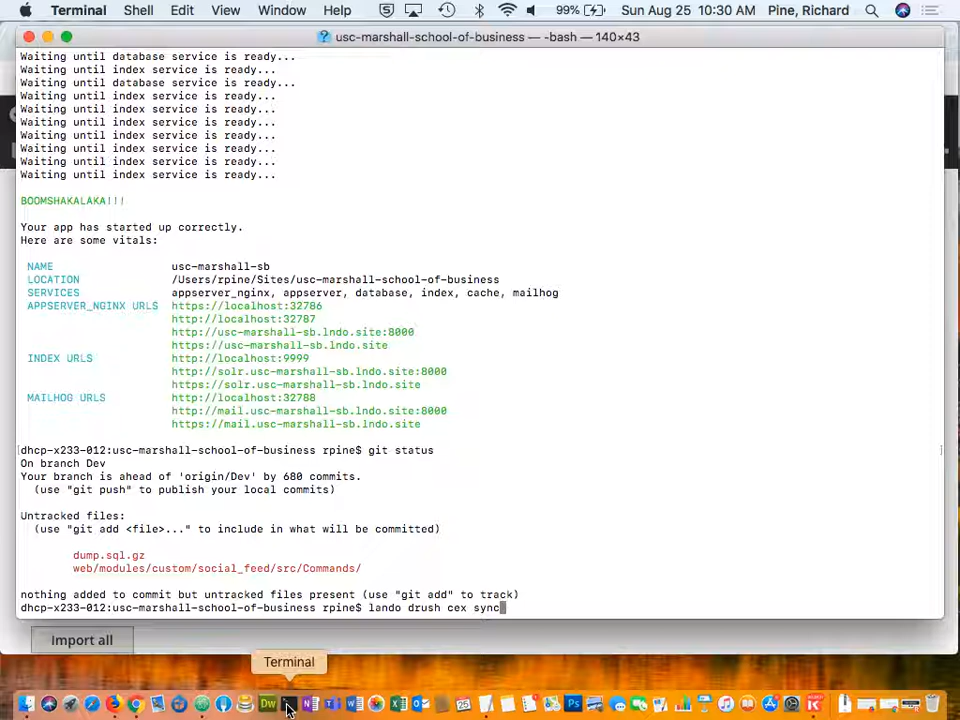 Terminal Shell Edit View Window Help 99% Sun Aug 25 10:30 AM Pine, Richard
usc-marshall-school-of-business — -bash — 140×43
Waiting until database service is ready...
Waiting until index service is ready...
Waiting until database service is ready...
Waiting until index service is ready...
Waiting until index service is ready...
Waiting until index service is ready...
Waiting until index service is ready...
Waiting until index service is ready...
Waiting until index service is ready...
Waiting until index service is ready...
BOOMSHAKALAKA!!!
Your app has started up correctly.
Here are some vitals:
NAME usc-marshall-sb
LOCATION /Users/rpine/Sites/usc-marshall-school-of-business
SERVICES appserver_nginx, appserver, database, index, cache, mailhog
APPSERVER_NGINX URLS https://localhost:32786
http://localhost:32787
http://usc-marshall-sb.lndo.site:8000
https://usc-marshall-sb.lndo.site
INDEX URLS http://localhost:9999
http://solr.usc-marshall-sb.lndo.site:8000
https://solr.usc-marshall-sb.lndo.site
MAILHOG URLS http://localhost:32788
http://mail.usc-marshall-sb.lndo.site:8000
https://mail.usc-marshall-sb.lndo.site
[dhcp-x233-012:usc-marshall-school-of-business rpine$ git status ]
On branch Dev
Your branch is ahead of 'origin/Dev' by 680 commits.
(use "git push" to publish your local commits)
Untracked files:
(use "git add <file>..." to include in what will be committed)
dump.sql.gz
web/modules/custom/social_feed/src/Commands/
nothing added to commit but untracked files present (use "git add" to track)
dhcp-x233-012:usc-marshall-school-of-business rpine$ lando drush cex sync
Import all
Terminal
Dw
Ps